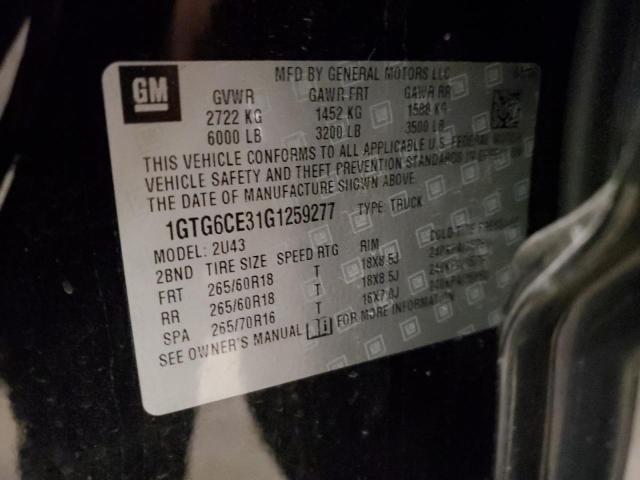 GM
MFD BY GENERAL MOTORS LLC
GVWR GAWR FRT GAWR RR
2722 KG 1452 KG 1588 KG
6000 LB 3200 LB 3500 LB
THIS VEHICLE CONFORMS TO ALL APPLICABLE U.S. FEDERAL MOTOR
VEHICLE SAFETY AND THEFT PREVENTION STANDARDS IN EFFECT ON
THE DATE OF MANUFACTURE SHOWN ABOVE.
1GTG6CE31G1259277 TYPE: TRUCK
MODEL: 2U43
2BND TIRE SIZE SPEED RTG RIM COLD TIRE PRESSURE
FRT 265/60R18 T 18X8.5J
RR 265/60R18 T 18X8.5J
SPA 265/70R16 T 16X7.0J
SEE OWNER'S MANUAL FOR MORE INFORMATION